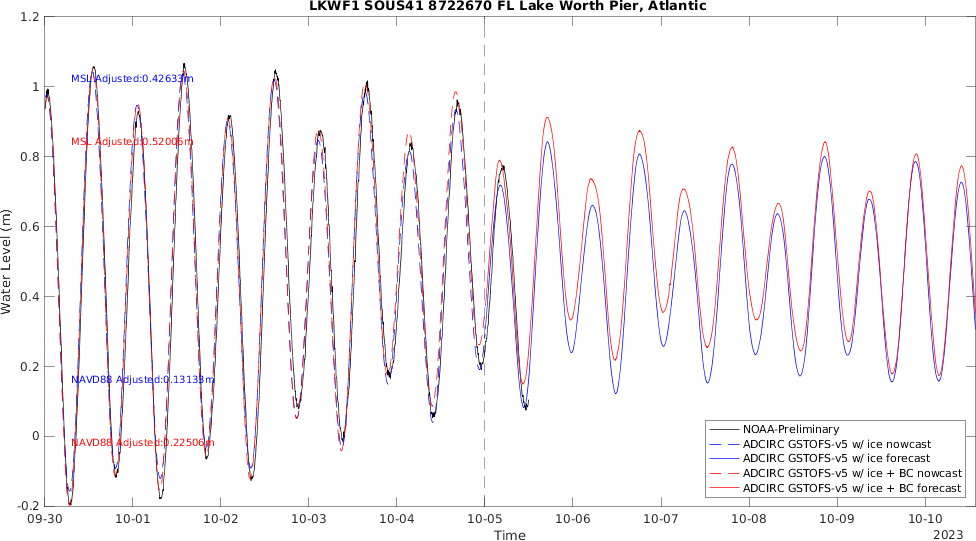 LKWF1 SOUS41 8722670 FL Lake Worth Pier, Atlantic
1.2
1
0.8
0.6
0.4
0.2
0
-0.2
Water Level (m)
MSL Adjusted:0.42633m
MSL Adjusted:0.52006m
NAVD88 Adjusted:0.13133m
NAVD88 Adjusted:0.22506m
NOAA-Preliminary
ADCIRC GSTOFS-v5 w/ ice nowcast
ADCIRC GSTOFS-v5 w/ ice forecast
ADCIRC GSTOFS-v5 w/ ice + BC nowcast
ADCIRC GSTOFS-v5 w/ ice + BC forecast
09-30 10-01 10-02 10-03 10-04 10-05 10-06 10-07 10-08 10-09 10-10
Time
2023